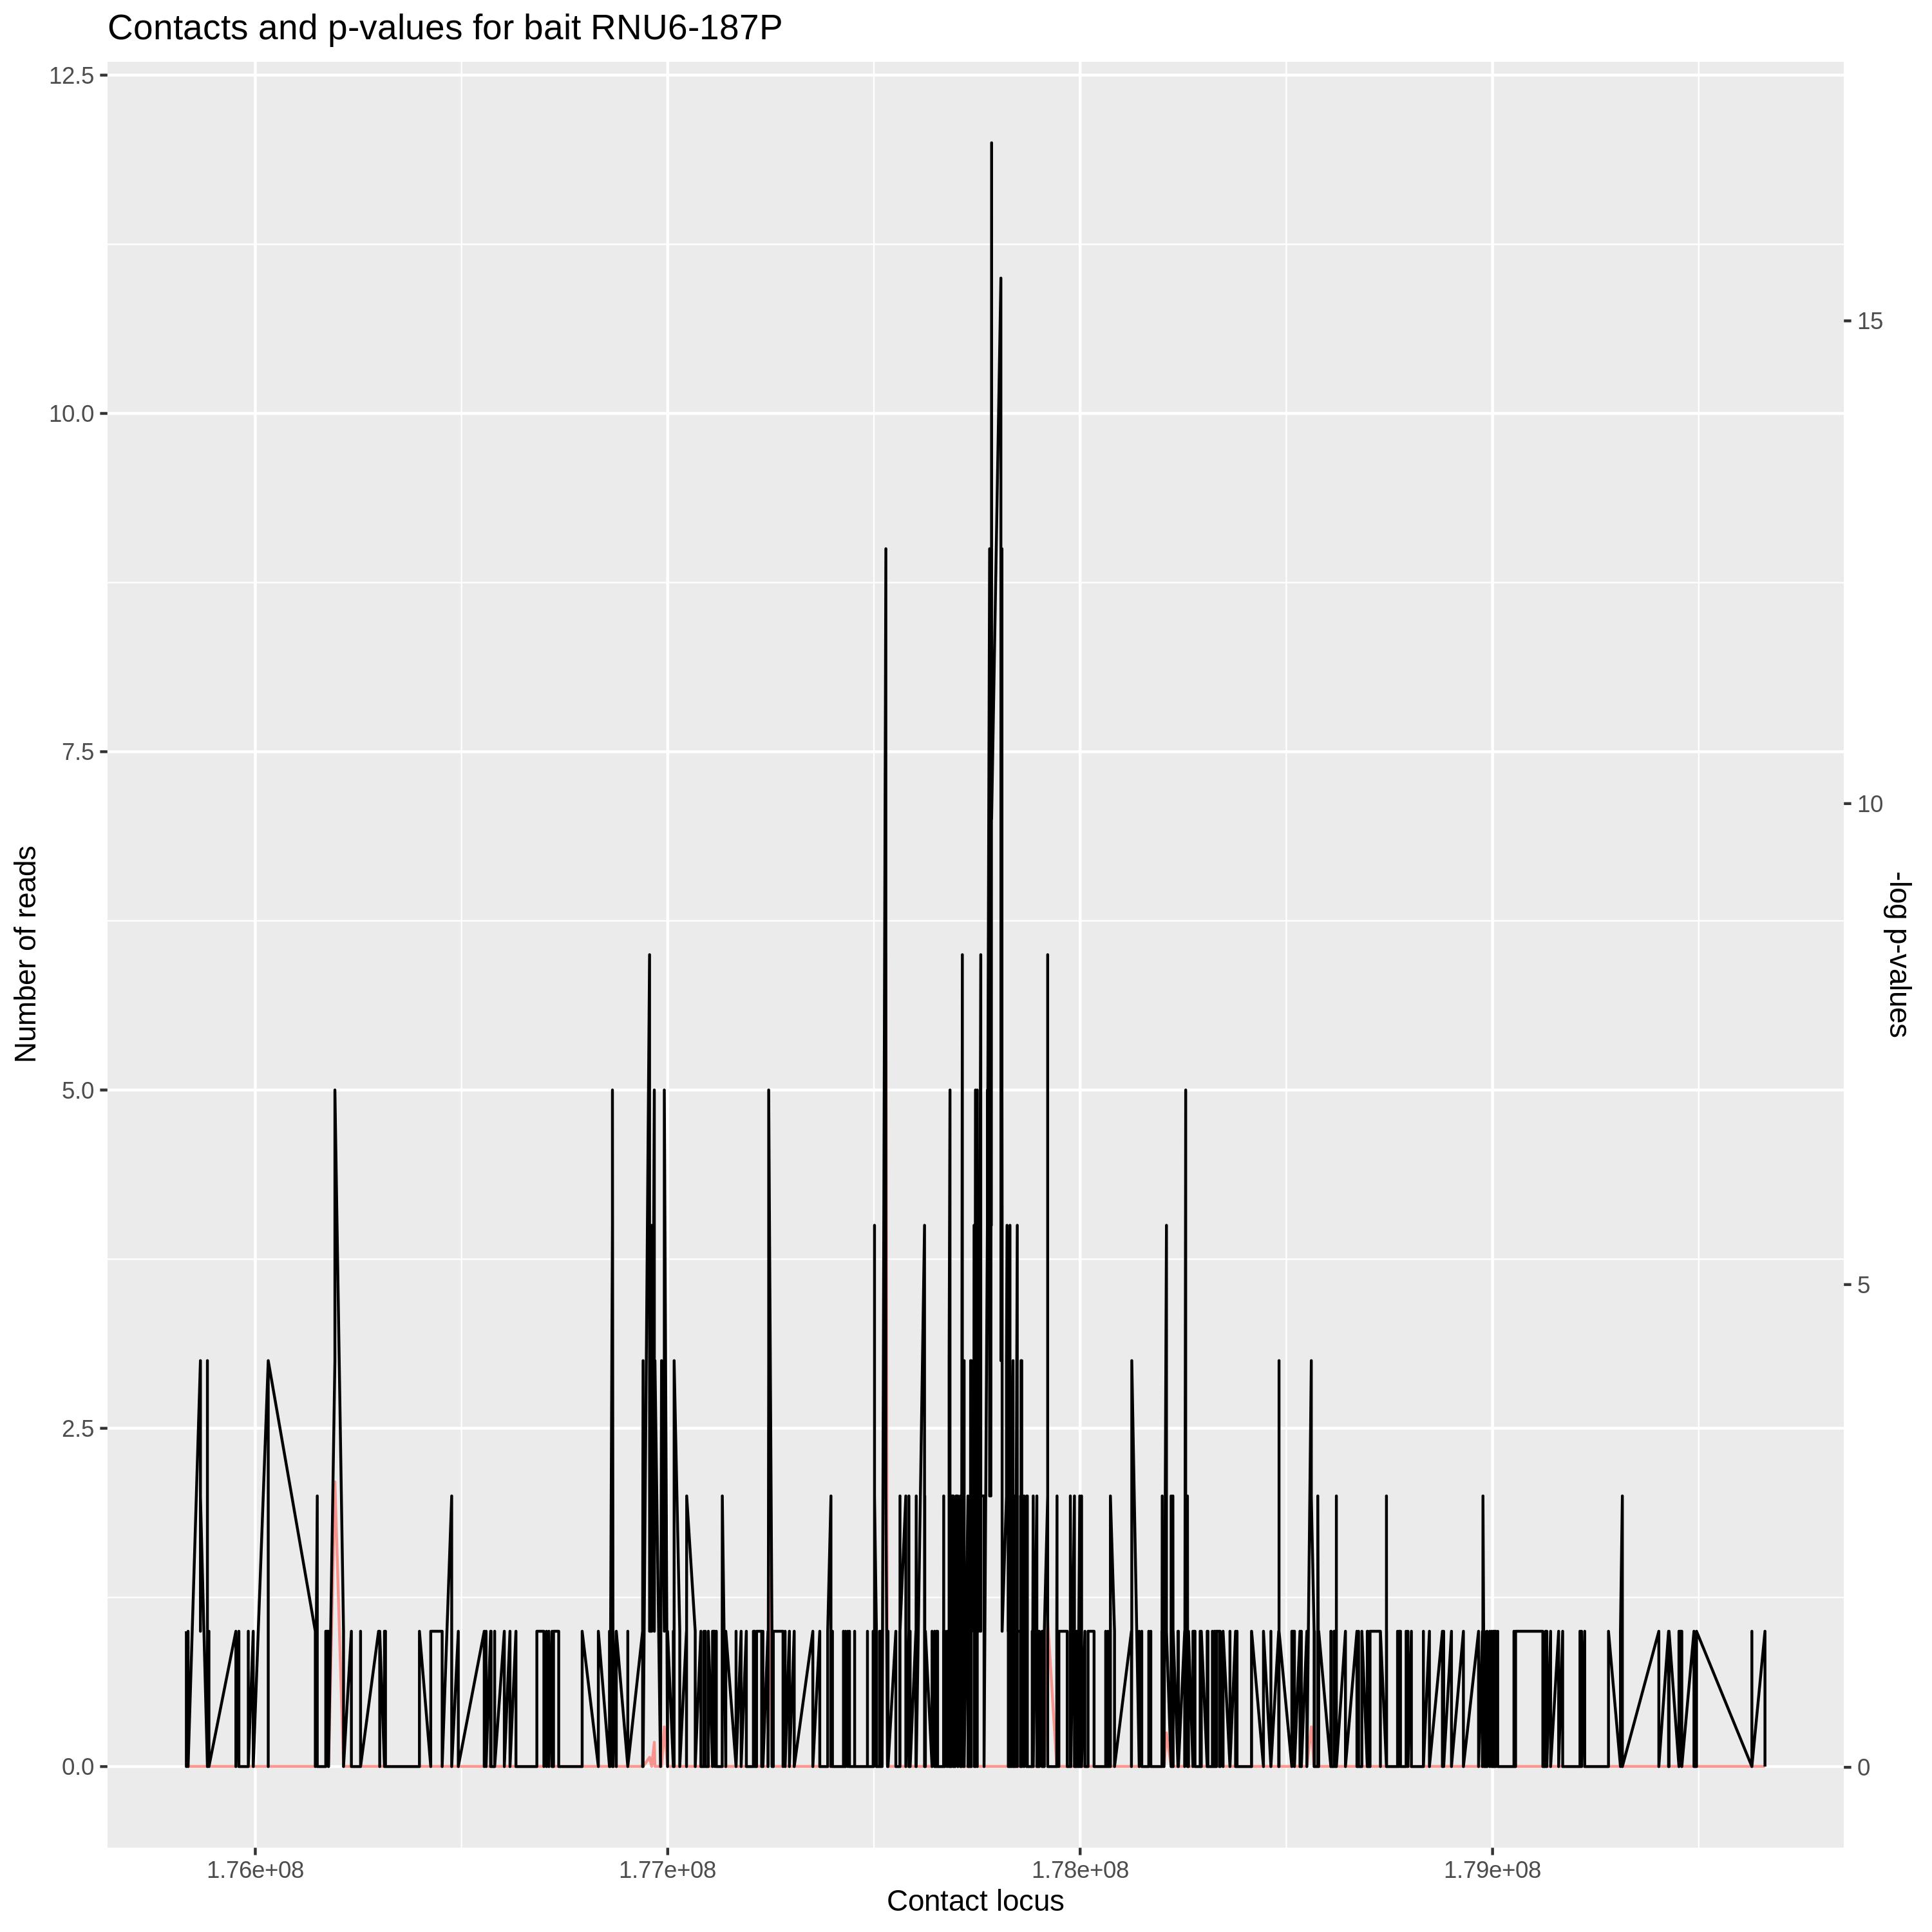 Contacts and p-values for bait RNU6-187P
12.5
10.0
7.5
5.0
2.5
0.0
Number of reads
15
10
5
0
-log p-values
1.76e+08
1.77e+08
1.78e+08
1.79e+08
Contact locus